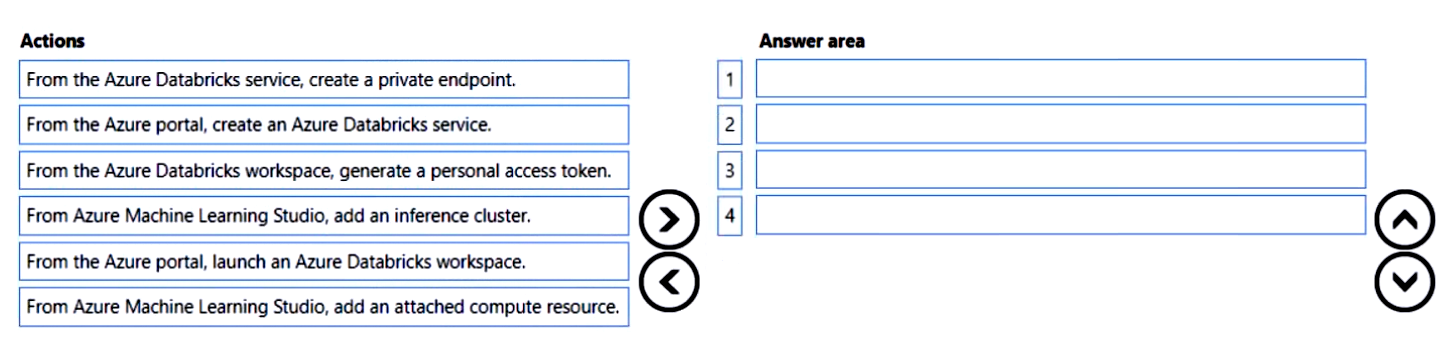 Actions
Answer area
From the Azure Databricks service, create a private endpoint.
1
From the Azure portal, create an Azure Databricks service.
2
From the Azure Databricks workspace, generate a personal access token.
3
From Azure Machine Learning Studio, add an inference cluster.
4
From the Azure portal, launch an Azure Databricks workspace.
From Azure Machine Learning Studio, add an attached compute resource.